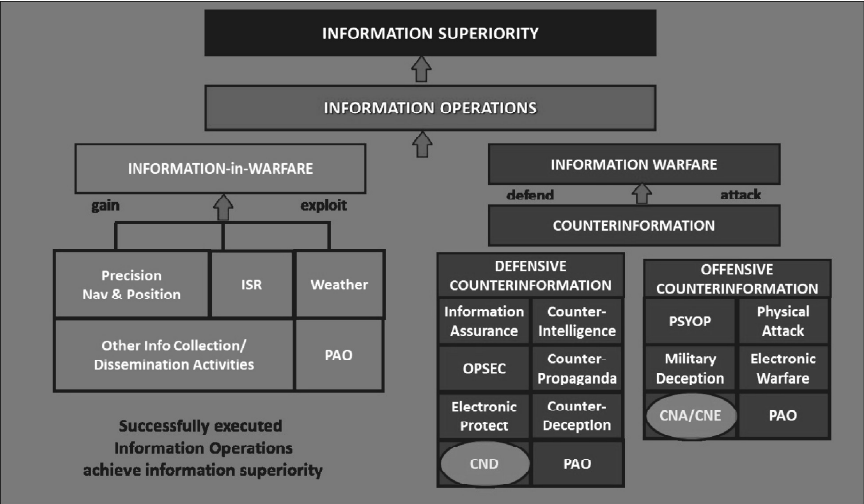 INFORMATION SUPERIORITY
INFORMATION OPERATIONS
INFORMATION-in-WARFARE
gain
exploit
Precision
Nav & Position
ISR
Weather
Other Info Collection/
Dissemination Activities
PAO
Successfully executed
Information Operations
achieve information superiority
INFORMATION WARFARE
defend
attack
COUNTERINFORMATION
DEFENSIVE
COUNTERINFORMATION
Information
Assurance
Counter-
Intelligence
OPSEC
Counter-
Propaganda
Electronic
Protect
Counter-
Deception
CND
PAO
OFFENSIVE
COUNTERINFORMATION
PSYOP
Physical
Attack
Military
Deception
Electronic
Warfare
CNA/CNE
PAO